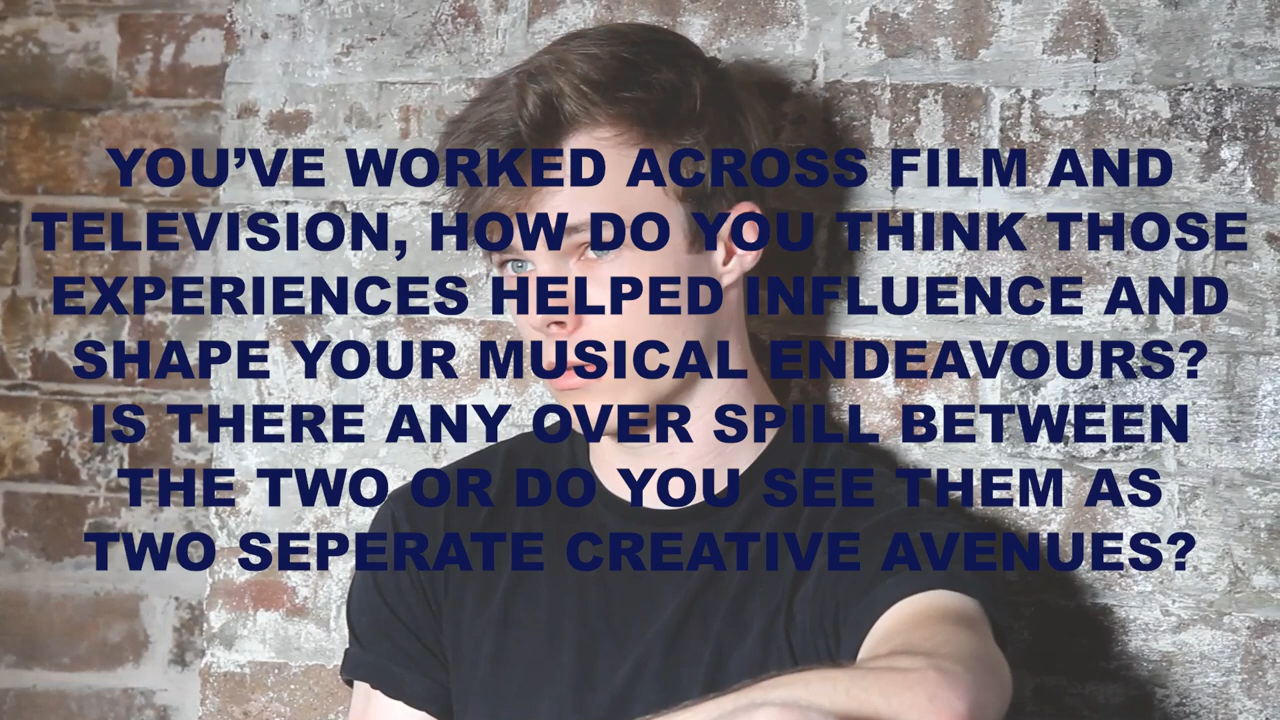 YOU’VE WORKED ACROSS FILM AND
TELEVISION, HOW DO YOU THINK THOSE
EXPERIENCES HELPED INFLUENCE AND
SHAPE YOUR MUSICAL ENDEAVOURS?
IS THERE ANY OVER SPILL BETWEEN
THE TWO OR DO YOU SEE THEM AS
TWO SEPERATE CREATIVE AVENUES?